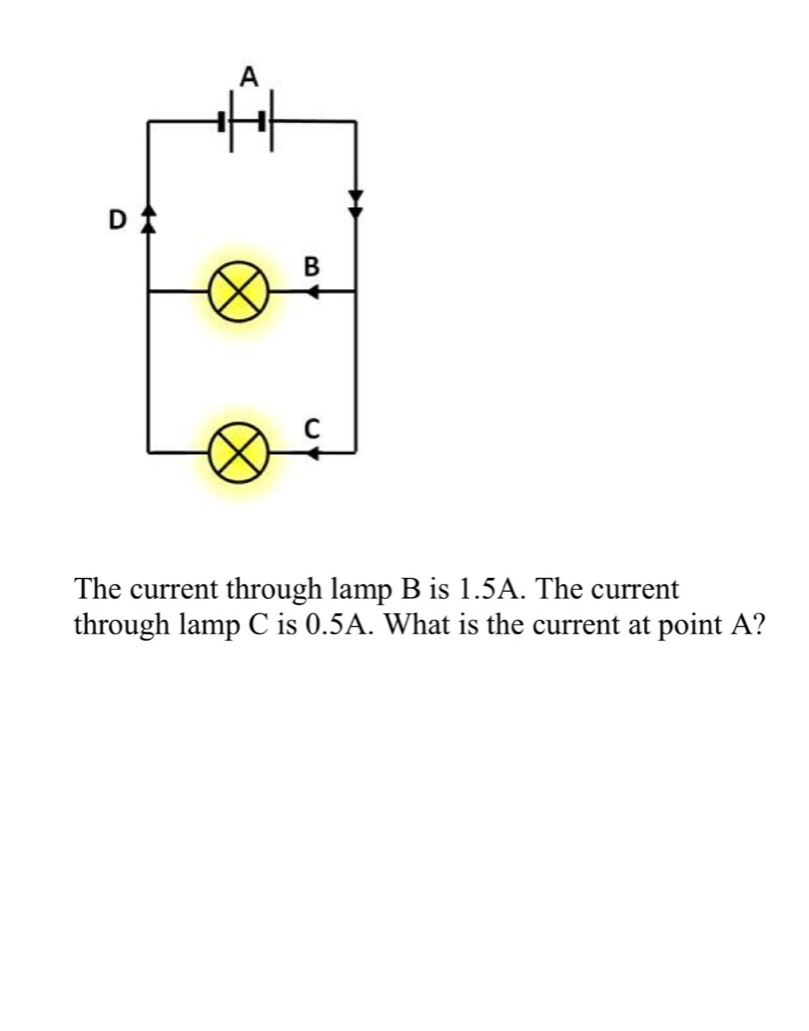 A
D
B
C
The current through lamp B is 1.5A. The current
through lamp C is 0.5A. What is the current at point A?